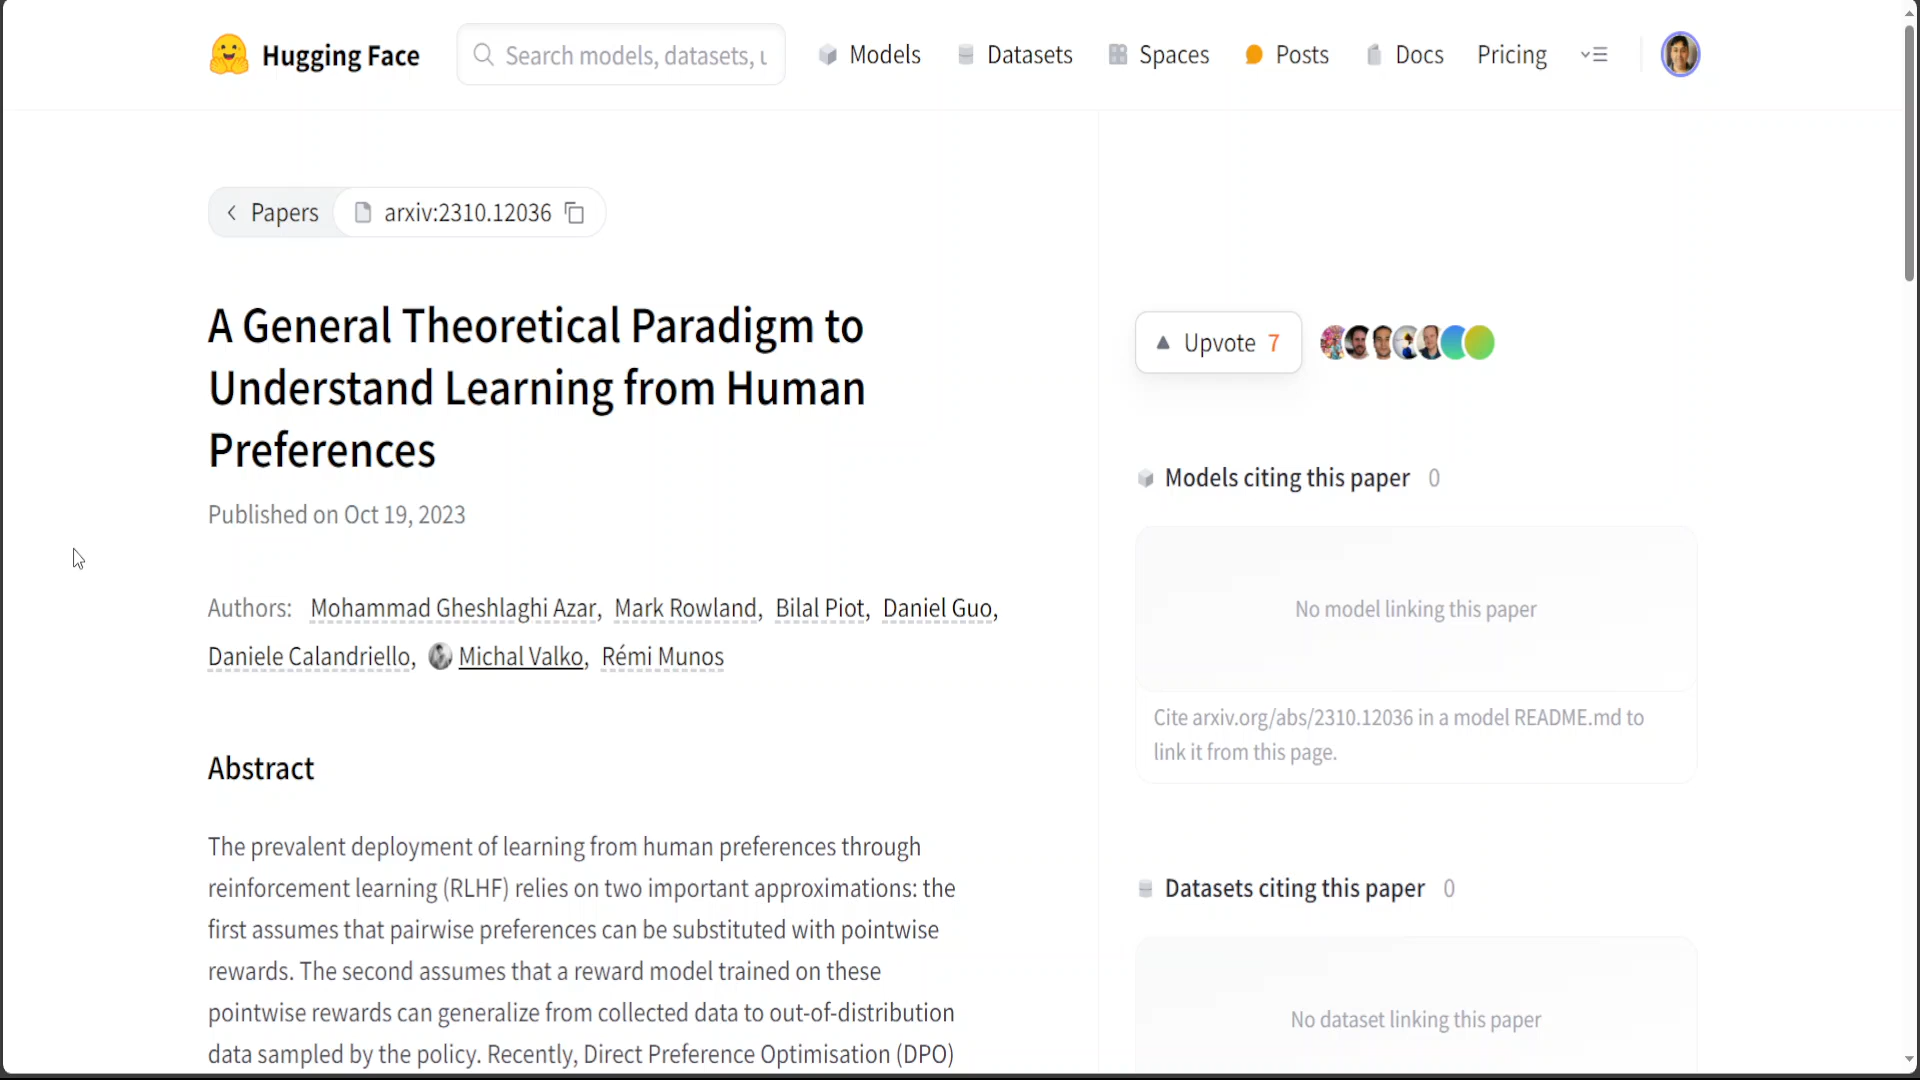 Hugging Face
Search models, datasets, u
Models
Datasets
Spaces
Posts
Docs
Pricing
Papers
arxiv:2310.12036
A General Theoretical Paradigm to
Understand Learning from Human
Preferences
Published on Oct 19, 2023
Authors: Mohammad Gheshlaghi Azar, Mark Rowland, Bilal Piot, Daniel Guo,
Daniele Calandriello, Michal Valko, Rémi Munos
Abstract
The prevalent deployment of learning from human preferences through
reinforcement learning (RLHF) relies on two important approximations: the
first assumes that pairwise preferences can be substituted with pointwise
rewards. The second assumes that a reward model trained on these
pointwise rewards can generalize from collected data to out-of-distribution
data sampled by the policy. Recently, Direct Preference Optimisation (DPO)
Upvote 7
Models citing this paper 0
No model linking this paper
Cite arxiv.org/abs/2310.12036 in a model README.md to
link it from this page.
Datasets citing this paper 0
No dataset linking this paper